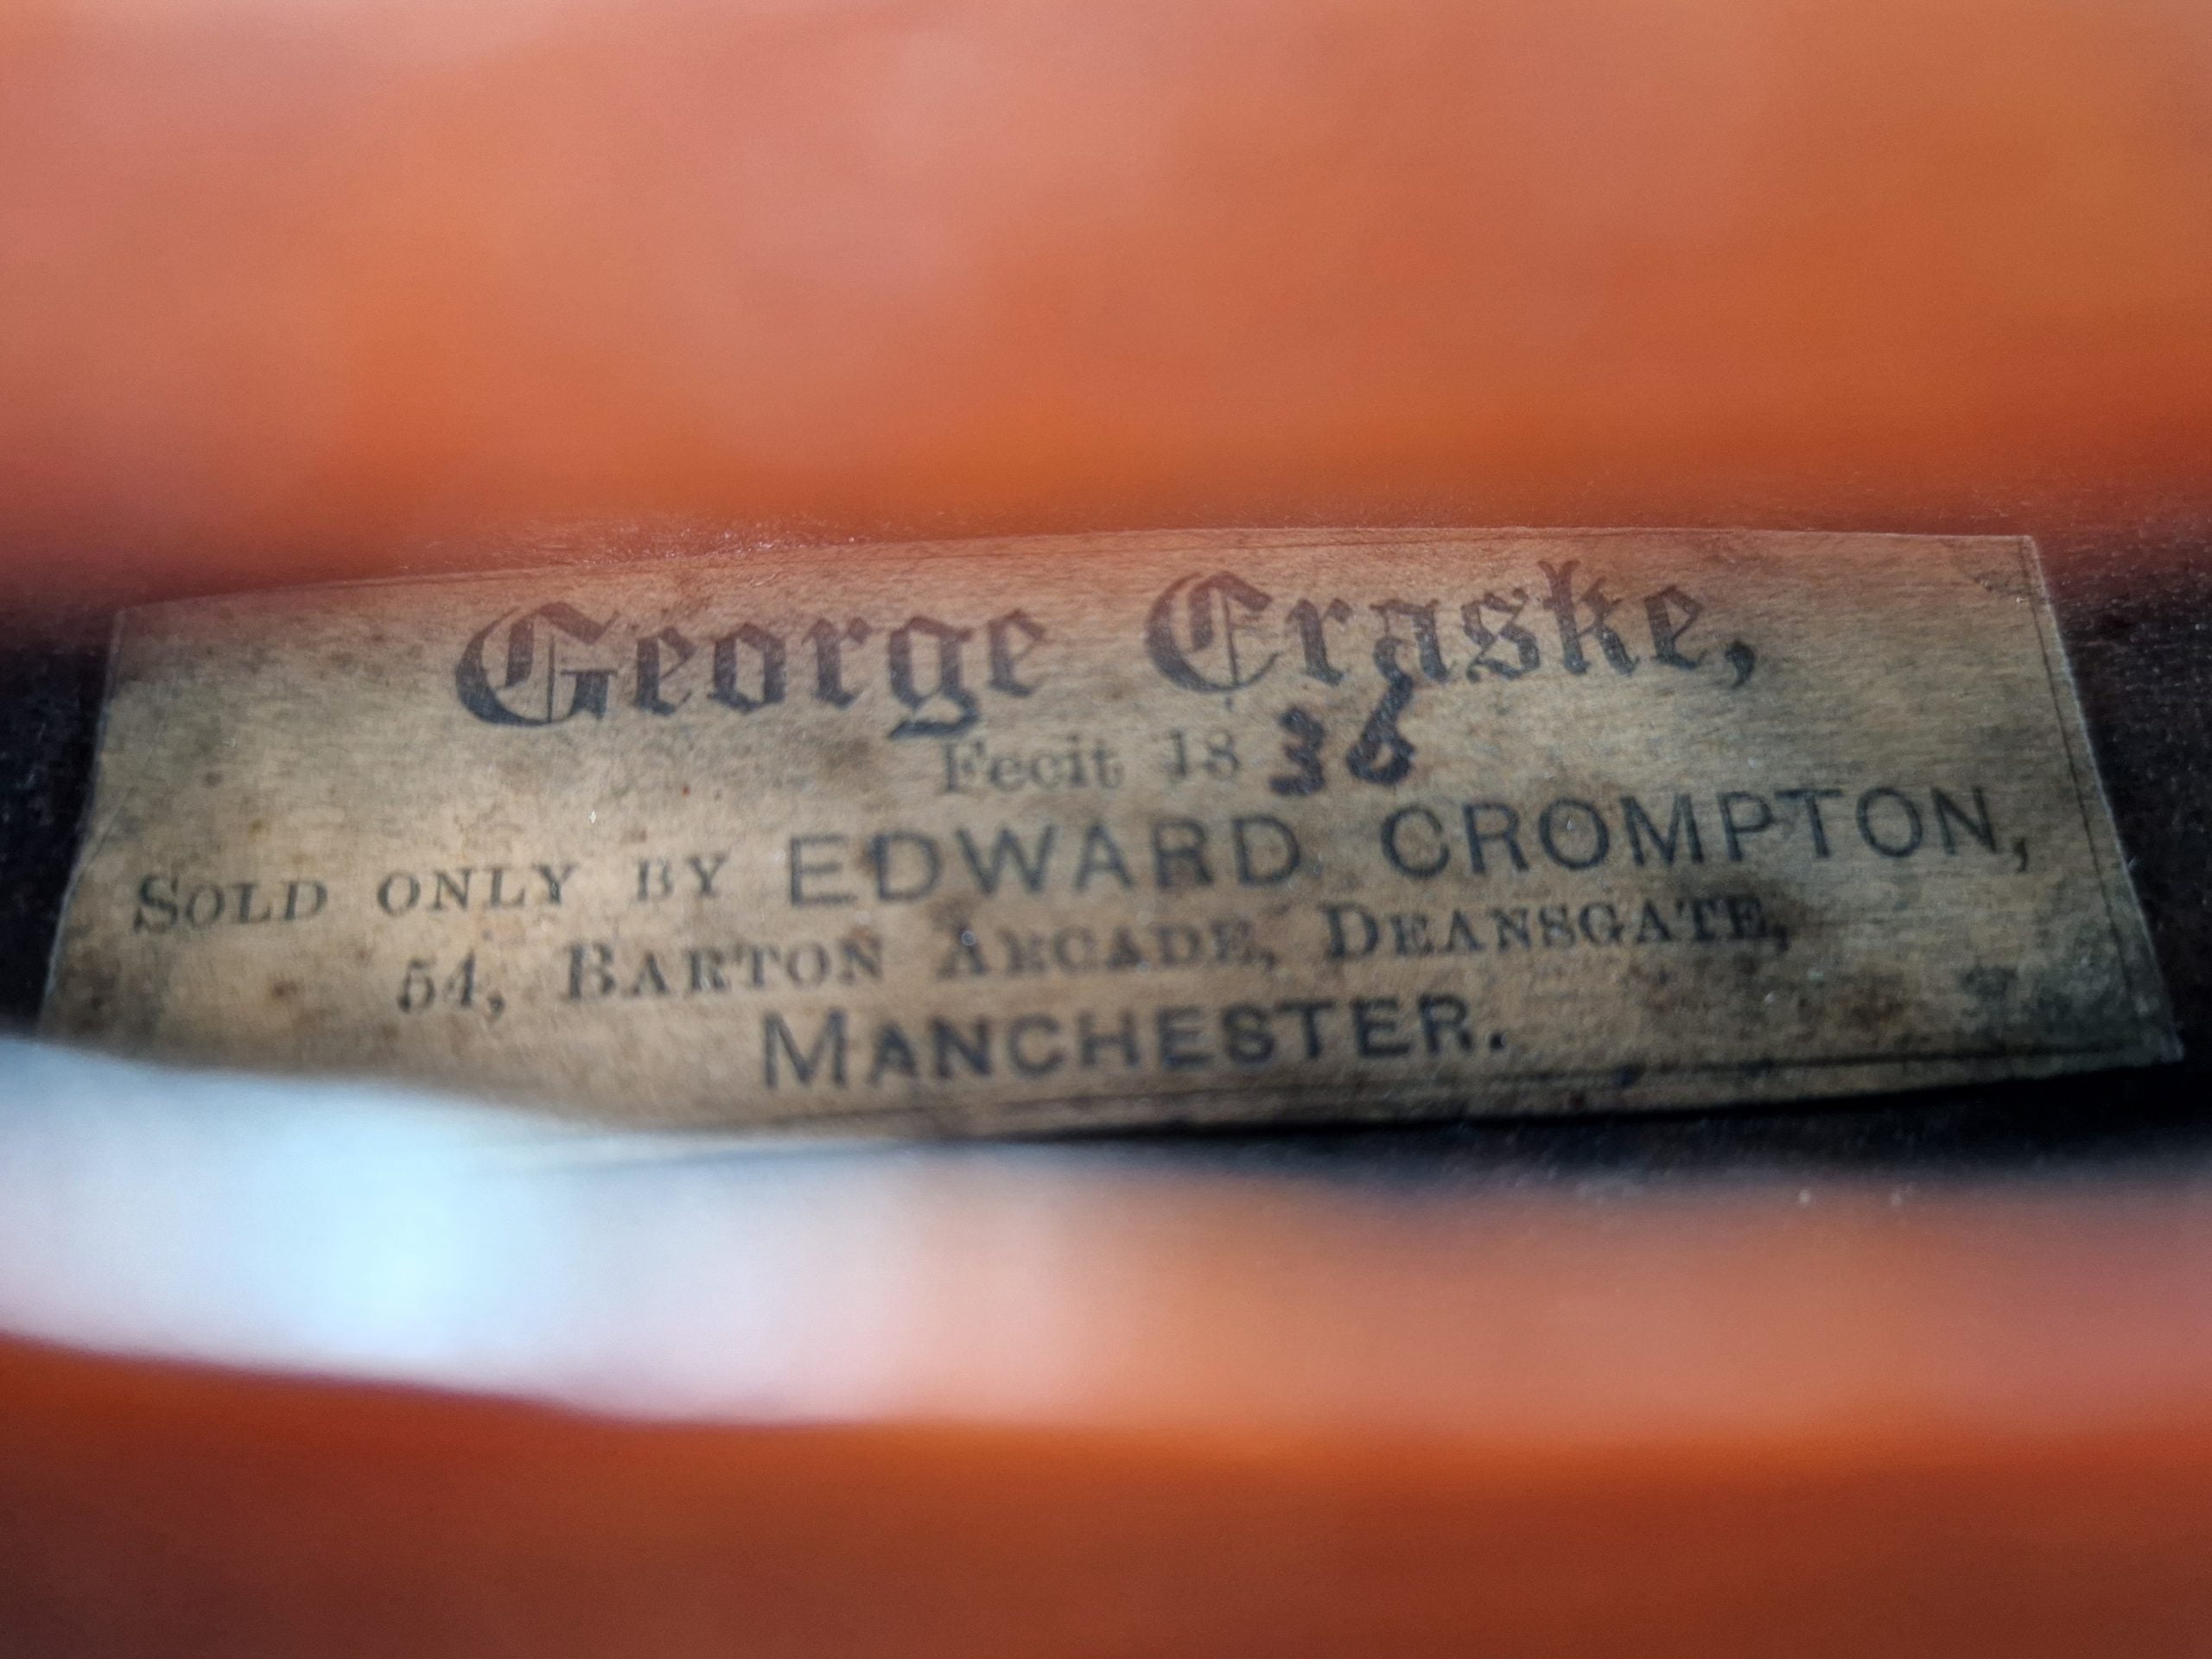 George Craske,
Fecit 1836
SOLD ONLY BY EDWARD CROMPTON,
54, BARTON ARCADE, DEANSGATE,
MANCHESTER.